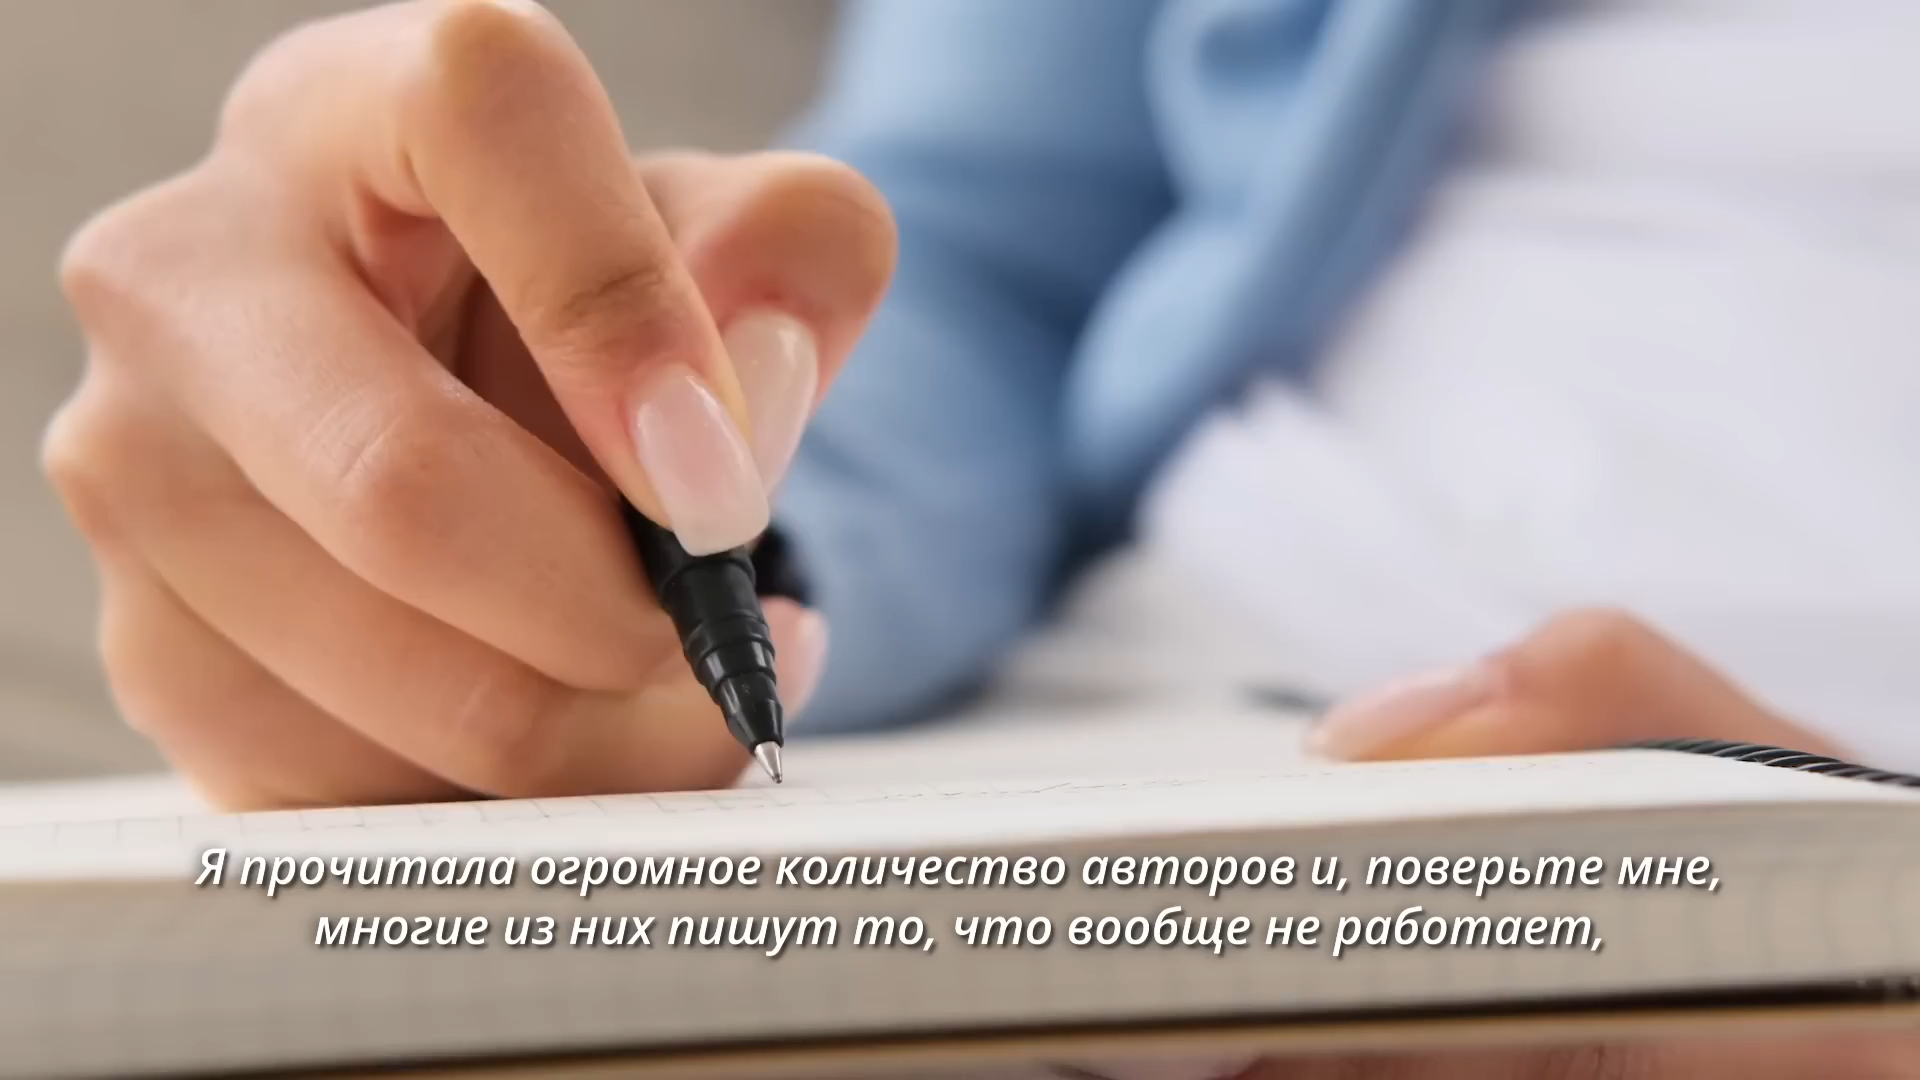 Я прочитала огромное количество авторов и, поверьте мне,
многие из них пишут то, что вообще не работает,